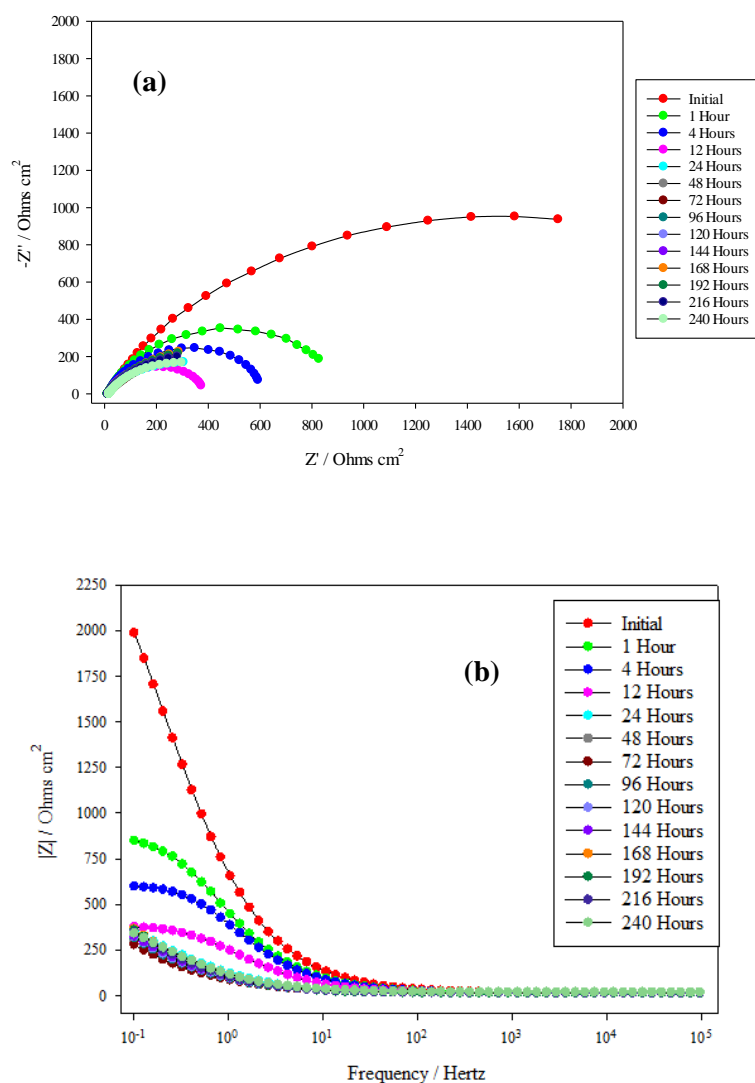 (a)
2000
1800
1600
1400
1200
1000
800
600
400
200
0
-Z'' / Ohms cm2
0 200 400 600 800 1000 1200 1400 1600 1800 2000
Z' / Ohms cm2
Initial
1 Hour
4 Hours
12 Hours
24 Hours
48 Hours
72 Hours
96 Hours
120 Hours
144 Hours
168 Hours
192 Hours
216 Hours
240 Hours
(b)
2250
2000
1750
1500
1250
1000
750
500
250
0
|Z| / Ohms cm2
10-1 100 101 102 103 104 105
Frequency / Hertz
Initial
1 Hour
4 Hours
12 Hours
24 Hours
48 Hours
72 Hours
96 Hours
120 Hours
144 Hours
168 Hours
192 Hours
216 Hours
240 Hours